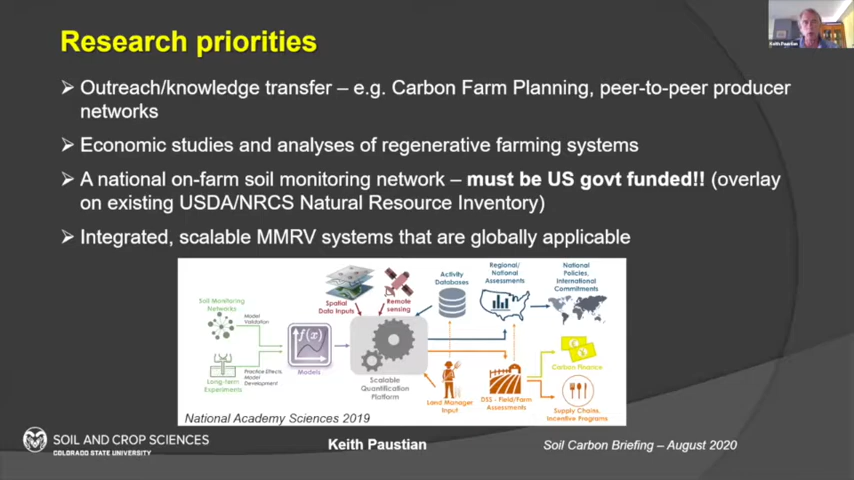 Research priorities
Keith Paustian
➢ Outreach/knowledge transfer – e.g. Carbon Farm Planning, peer-to-peer producer
networks
➢ Economic studies and analyses of regenerative farming systems
➢ A national on-farm soil monitoring network – must be US govt funded!! (overlay
on existing USDA/NRCS Natural Resource Inventory)
➢ Integrated, scalable MMRV systems that are globally applicable
Soil Monitoring
Networks
Model
Validation
Long-term
Experiments
Practice Effects,
Model
Development
f(x)
Models
Spatial
Data Inputs
Remote
sensing
Scalable
Quantification
Platform
Activity
Databases
Land Manager
Input
Regional/
National
Assessments
DSS - Field/Farm
Assessments
National
Policies,
International
Commitments
Carbon Finance
Supply Chains,
Incentive Programs
National Academy Sciences 2019
SOIL AND CROP SCIENCES
COLORADO STATE UNIVERSITY
Keith Paustian
Soil Carbon Briefing – August 2020